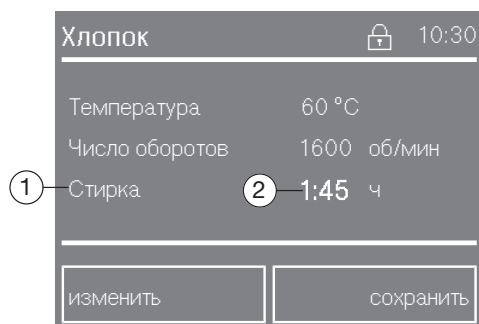 Хлопок 10:30
Температура 60 °C
Число оборотов 1600 об/мин
1 Стирка 2 1:45 ч
изменить сохранить